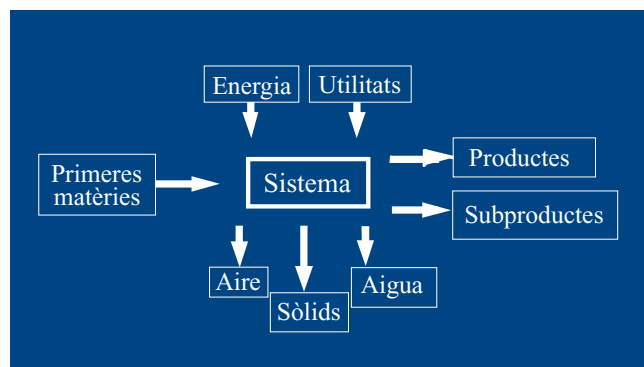 Energia
Utilitats
Primeres
matèries
Sistema
Productes
Subproductes
Aire
Sòlids
Aigua